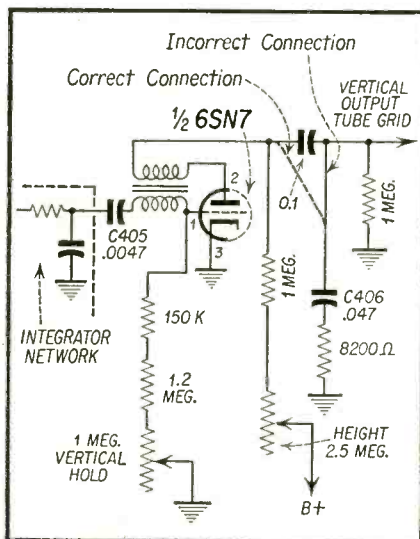 Incorrect Connection
Correct Connection
½ 6SN7
VERTICAL
OUTPUT
TUBE GRID
2
0.1
1
3
C405
.0047
1 MEG.
1 MEG.
C406
.047
INTEGRATOR
NETWORK
150 K
8200Ω
1.2
MEG.
1 MEG.
VERTICAL
HOLD
HEIGHT
2.5 MEG.
B+